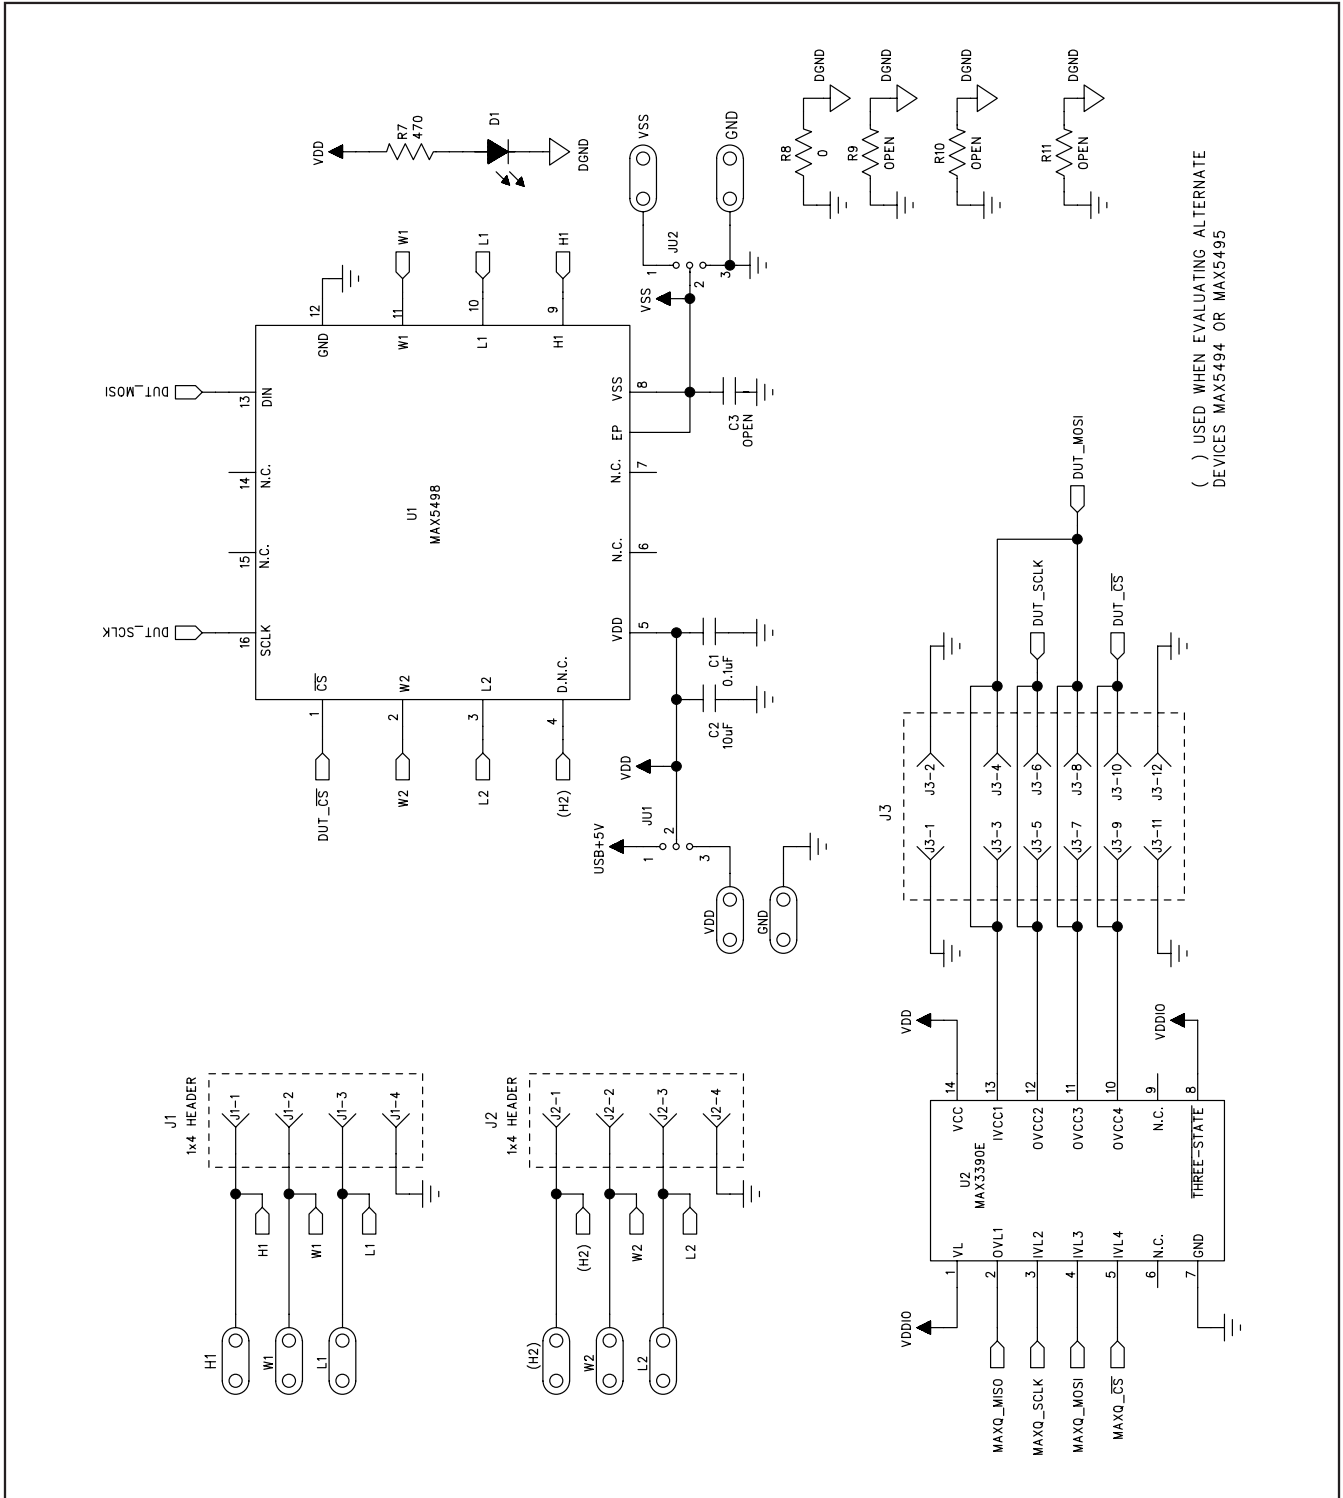 VDD
R7
470
D1
DGND
VSS
GND
JU2
1
2
3
VSS
R8
0
DGND
R9
OPEN
DGND
R10
OPEN
DGND
R11
OPEN
DGND
( ) USED WHEN EVALUATING ALTERNATE
DEVICES MAX5494 OR MAX5495
U1
MAX5498
DUT_MOSI
13
DIN
14
N.C.
15
N.C.
DUT_SCLK
16
SCLK
12
GND
W1
11
W1
L1
10
L1
H1
9
H1
DUT_CS
1
CS
W2
2
W2
L2
3
L2
(H2)
4
D.N.C.
VSS
8
EP
N.C.
7
N.C.
6
VDD
5
C3
OPEN
C1
0.1uF
C2
10uF
VDD
JU1
USB+5V
1
2
3
VDD
GND
J1
1x4 HEADER
J1-1
J1-2
J1-3
J1-4
H1
W1
L1
H1
W1
L1
J2
1x4 HEADER
J2-1
J2-2
J2-3
J2-4
(H2)
W2
L2
(H2)
W2
L2
J3
J3-1
J3-2
J3-3
J3-4
J3-5
J3-6
J3-7
J3-8
J3-9
J3-10
J3-11
J3-12
DUT_MOSI
DUT_SCLK
DUT_CS
U2
MAX3390E
VDD
14
VCC
13
IVCC1
12
OVCC2
11
OVCC3
10
OVCC4
9
N.C.
8
THREE-STATE
VDDIO
VDDIO
1
VL
MAXQ_MISO
2
OVL1
MAXQ_SCLK
3
IVL2
MAXQ_MOSI
4
IVL3
MAXQ_CS
5
IVL4
6
N.C.
7
GND